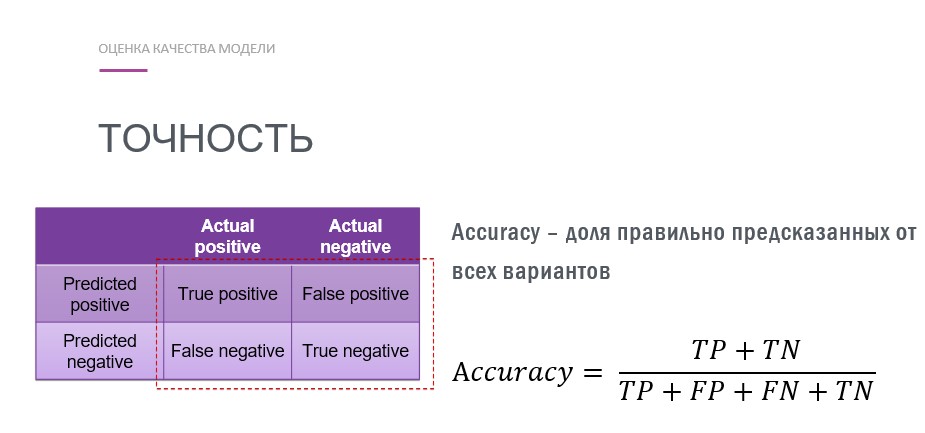 ОЦЕНКА КАЧЕСТВА МОДЕЛИ
ТОЧНОСТЬ
Actual positive Actual negative
Predicted positive True positive False positive
Predicted negative False negative True negative
Accuracy – доля правильно предсказанных от
всех вариантов
Accuracy = (TP + TN) / (TP + FP + FN + TN)